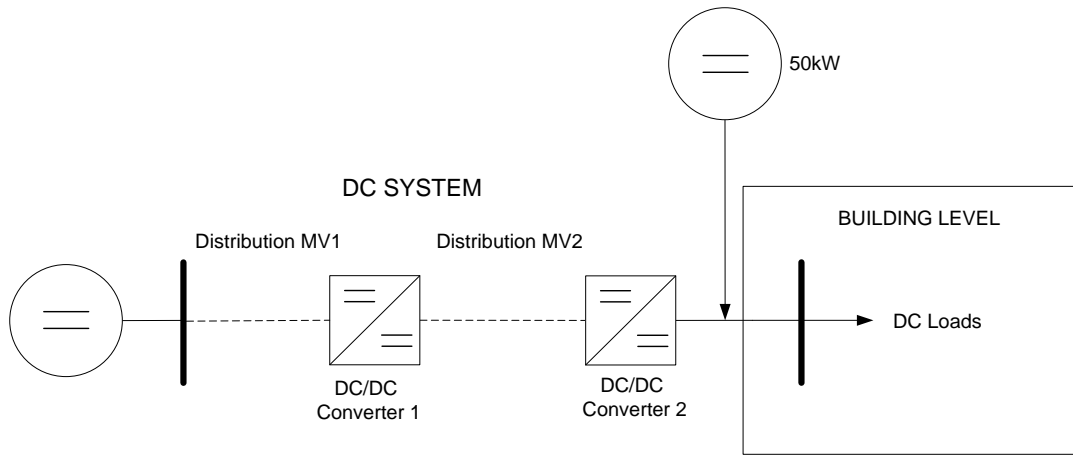 50kW
DC SYSTEM
BUILDING LEVEL
Distribution MV1
Distribution MV2
DC Loads
DC/DC
Converter 1
DC/DC
Converter 2